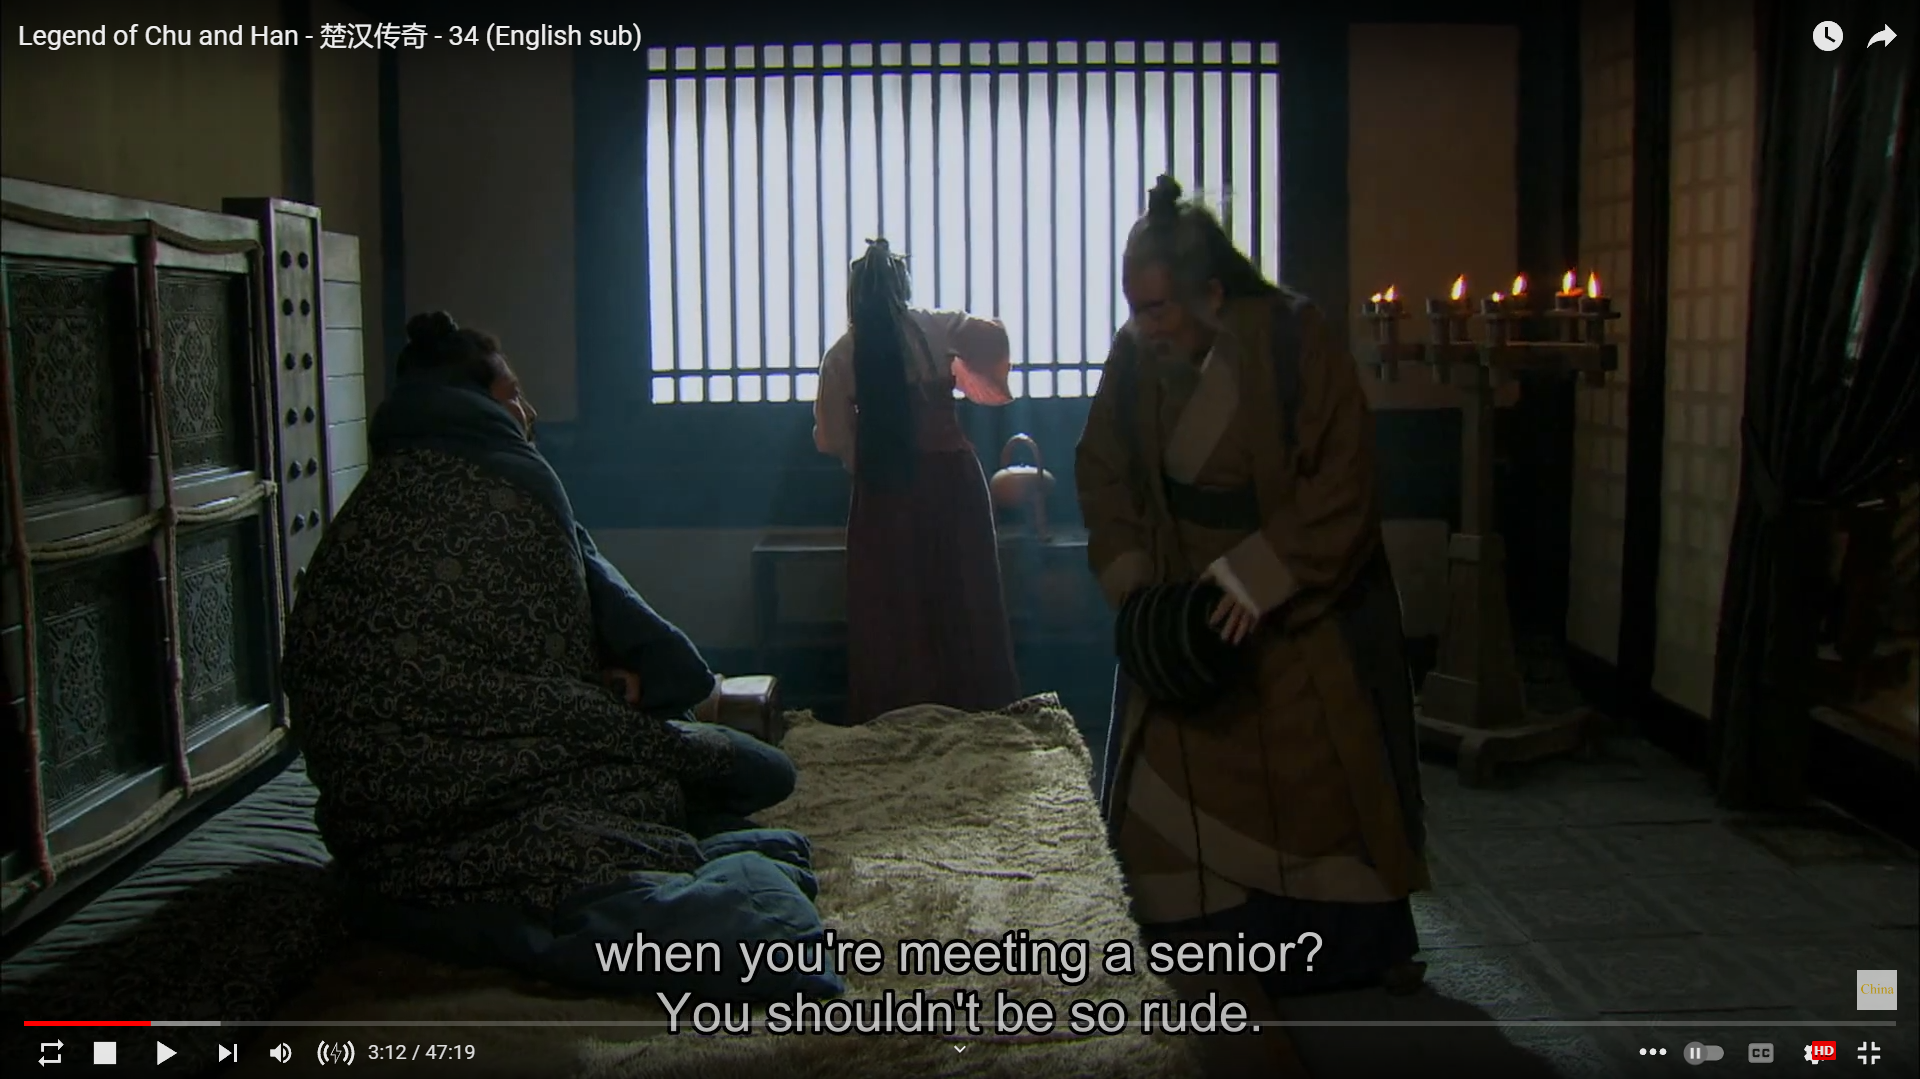 Legend of Chu and Han - 楚汉传奇 - 34 (English sub)
when you're meeting a senior?
You shouldn't be so rude.
China
3:12 / 47:19
CC
HD